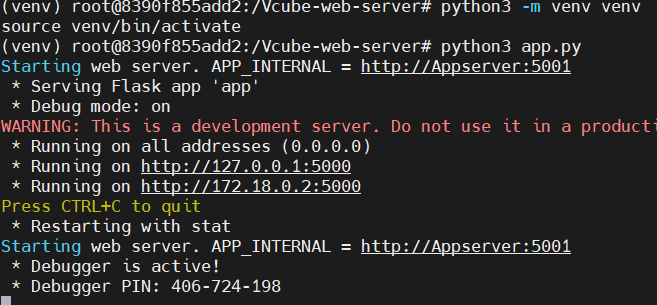 (venv) root@8390f855add2:/Vcube-web-server# python3 -m venv venv
source venv/bin/activate
(venv) root@8390f855add2:/Vcube-web-server# python3 app.py
Starting web server. APP_INTERNAL = http://Appserver:5001
 * Serving Flask app 'app'
 * Debug mode: on
WARNING: This is a development server. Do not use it in a producti
 * Running on all addresses (0.0.0.0)
 * Running on http://127.0.0.1:5000
 * Running on http://172.18.0.2:5000
Press CTRL+C to quit
 * Restarting with stat
Starting web server. APP_INTERNAL = http://Appserver:5001
 * Debugger is active!
 * Debugger PIN: 406-724-198